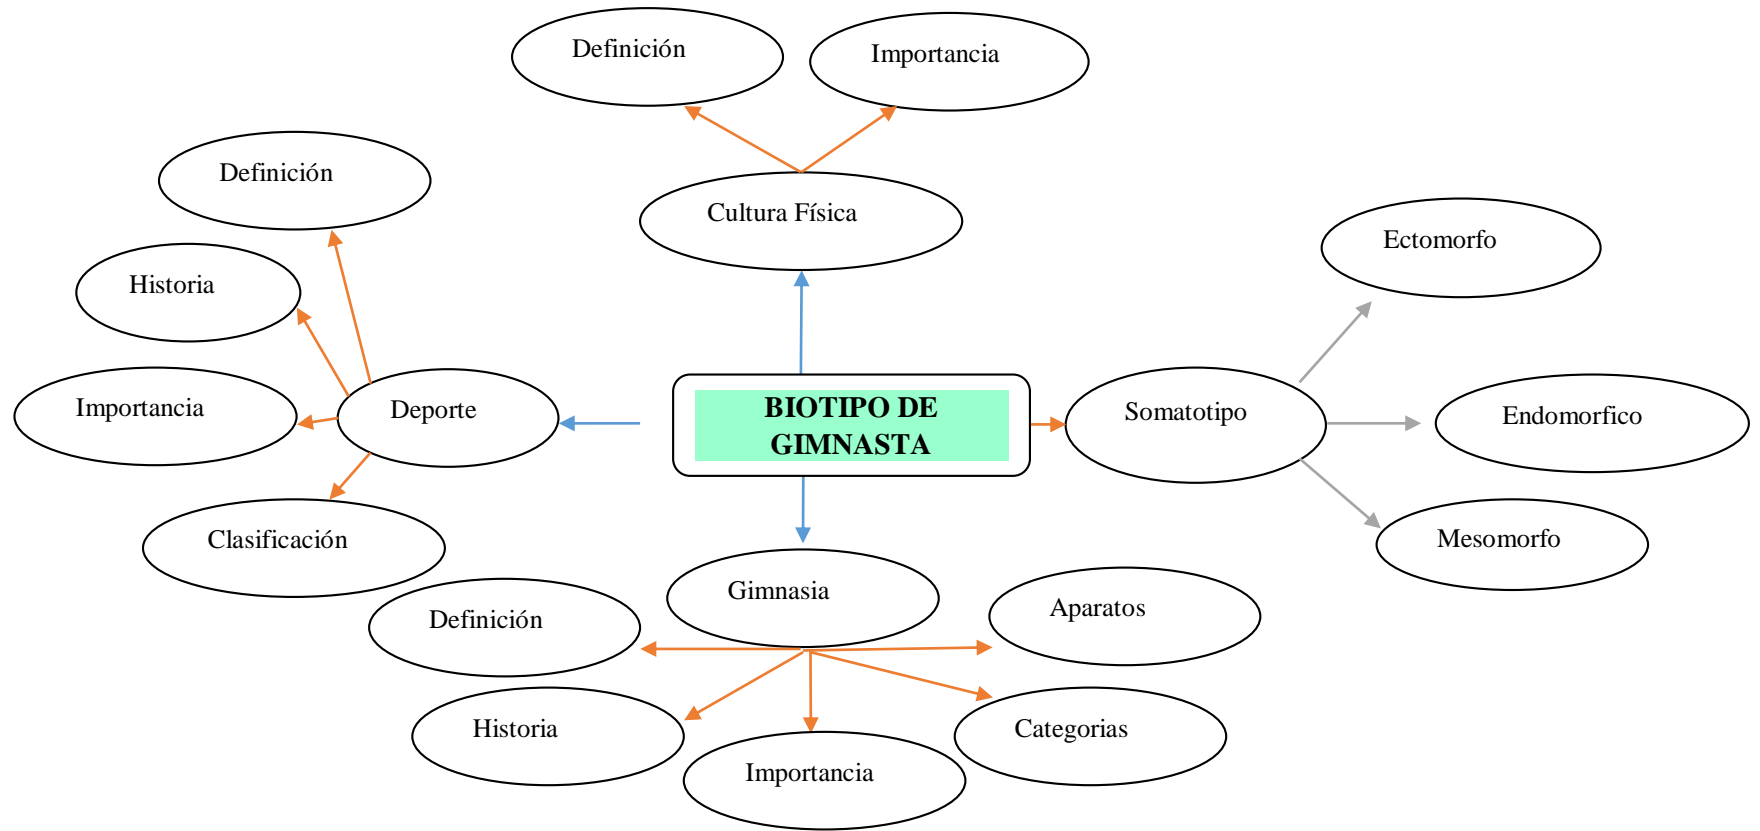 Definición
Importancia
Cultura Física
Definición
Historia
Importancia
Deporte
Clasificación
BIOTIPO DE
GIMNASTA
Somatotipo
Ectomorfo
Endomorfico
Mesomorfo
Gimnasia
Definición
Historia
Importancia
Categorias
Aparatos